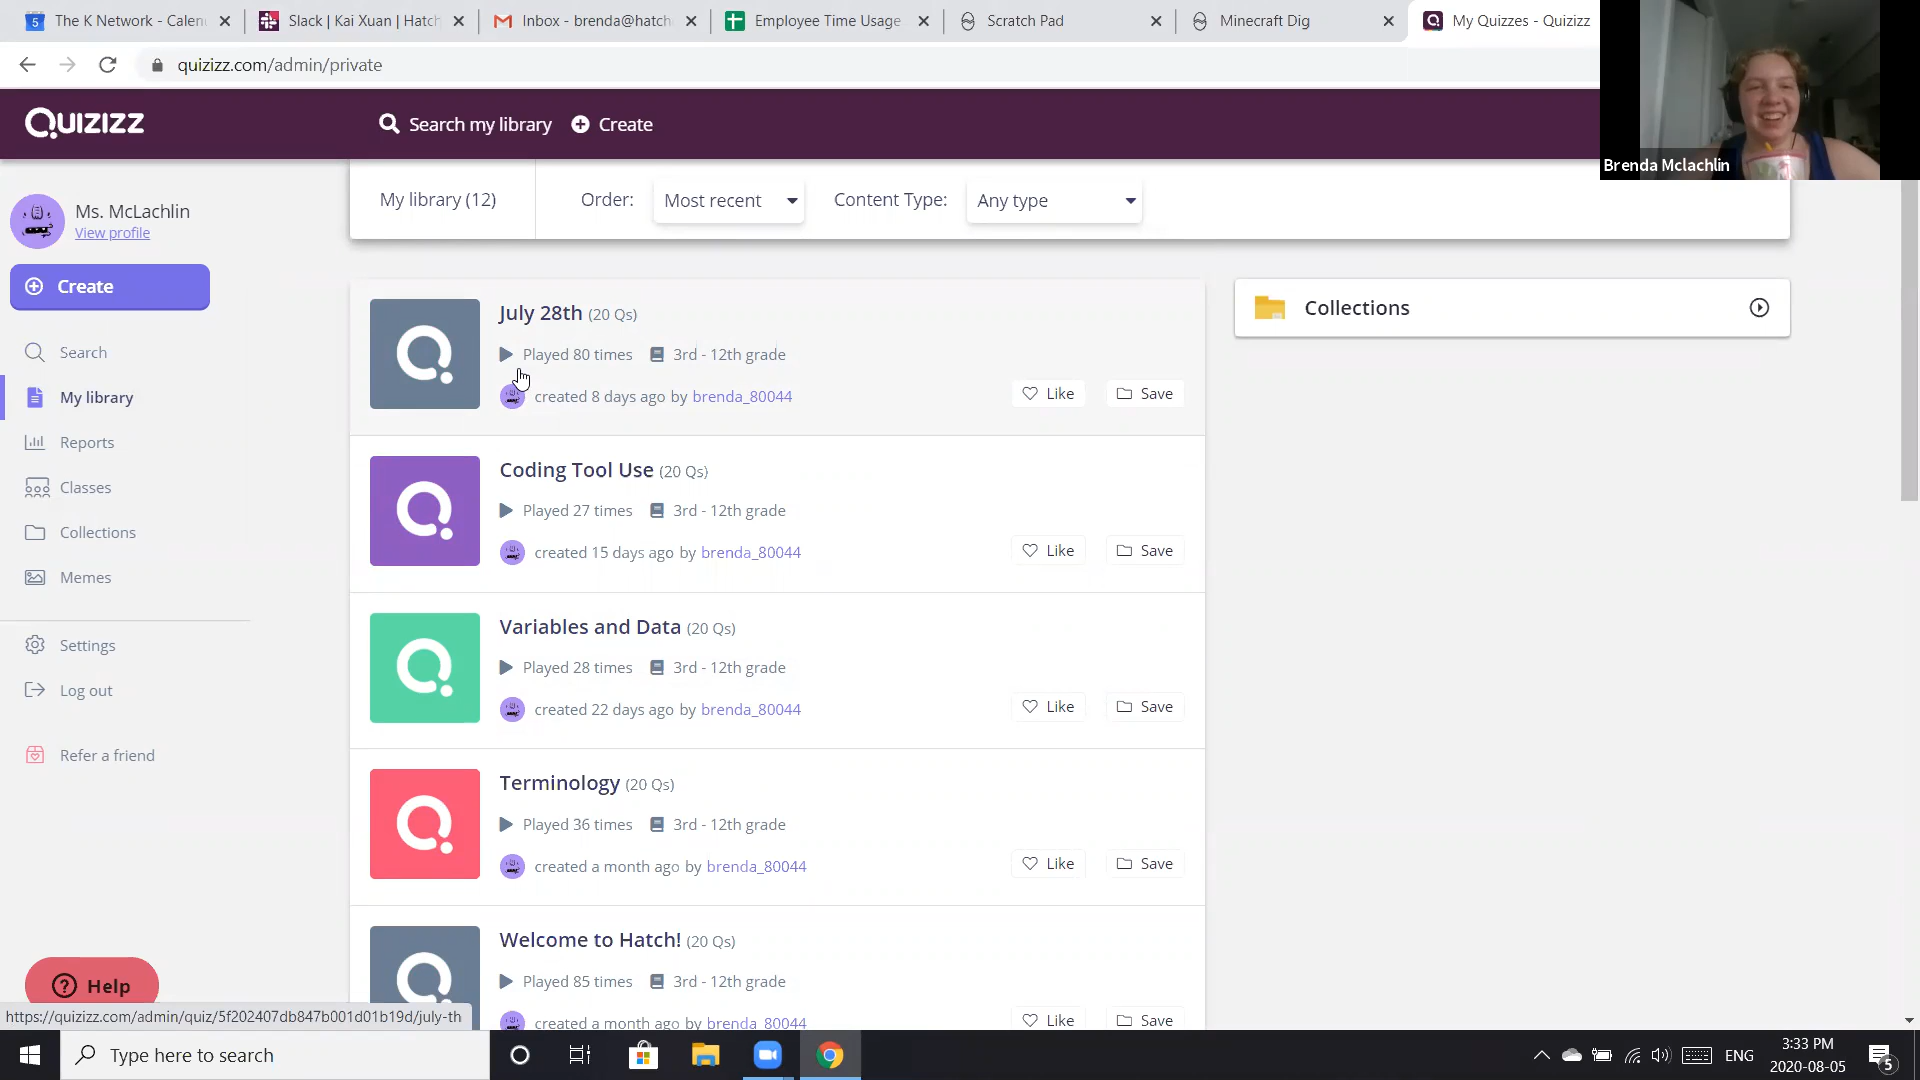 The K Network - Calen
Slack | Kai Xuan | Hatch
Inbox - brenda@hatch
Employee Time Usage
Scratch Pad
Minecraft Dig
My Quizzes - Quizizz
quizizz.com/admin/private
Quizizz
Search my library
Create
Brenda Mclachlin
Ms. McLachlin
View profile
Create
Search
My library
Reports
Classes
Collections
Memes
Settings
Log out
Refer a friend
Help
My library (12)
Order:
Most recent
Content Type:
Any type
July 28th (20 Qs)
Played 80 times
3rd - 12th grade
created 8 days ago by brenda_80044
Like
Save
Coding Tool Use (20 Qs)
Played 27 times
3rd - 12th grade
created 15 days ago by brenda_80044
Like
Save
Variables and Data (20 Qs)
Played 28 times
3rd - 12th grade
created 22 days ago by brenda_80044
Like
Save
Terminology (20 Qs)
Played 36 times
3rd - 12th grade
created a month ago by brenda_80044
Like
Save
Welcome to Hatch! (20 Qs)
Played 85 times
3rd - 12th grade
created a month ago by brenda_80044
Like
Save
Collections
https://quizizz.com/admin/quiz/5f202407db847b001d01b19d/july-th
Type here to search
ENG
3:33 PM
2020-08-05
5